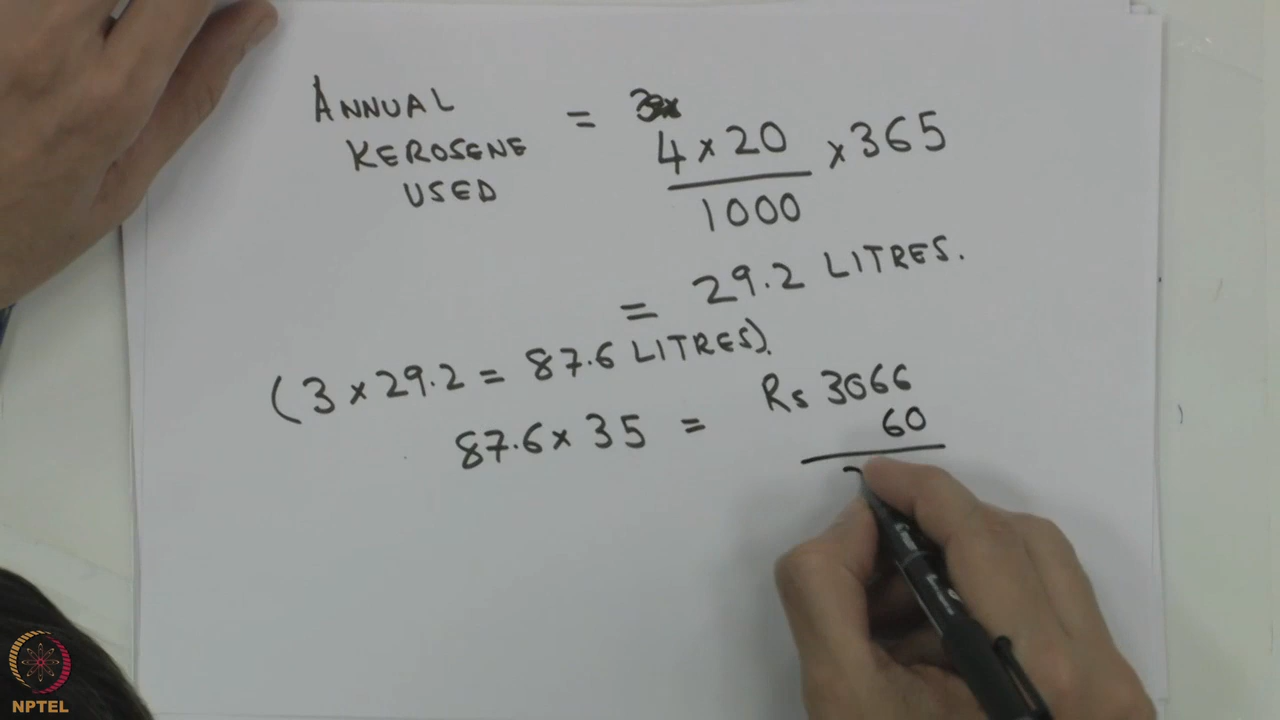 ANNUAL
KEROSENE
USED
= 4 × 20 × 365
1000
= 29.2 LITRES.
(3 × 29.2 = 87.6 LITRES).
87.6 × 35 = Rs 3066
60
NPTEL